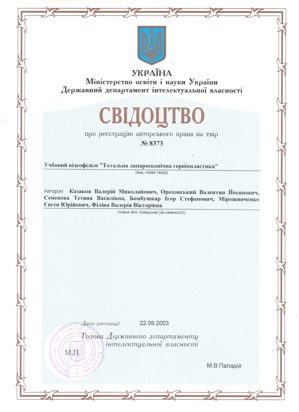 УКРАЇНА
Міністерство освіти і науки України
Державний департамент інтелектуальної власності
СВІДОЦТВО
про реєстрацію авторського права на твір
№ 8373
Учбовий відеофільм "Тотальна лапароскопічна герніопластика"
(вид, назва твору)
Автор(и) Казаков Валерій Миколайович, Ороховський Валентин Йосипович,
Семенова Тетяна Василівна, Бомбушкар Ігор Стефанович, Мірошниченко
Євген Юрійович, Філіна Валерія Вікторівна
(повне ім'я, псевдонім (за наявності))
Дата реєстрації 22.09.2003
Голова Державного департаменту
інтелектуальної власності
М.П.
М.В.Паладій